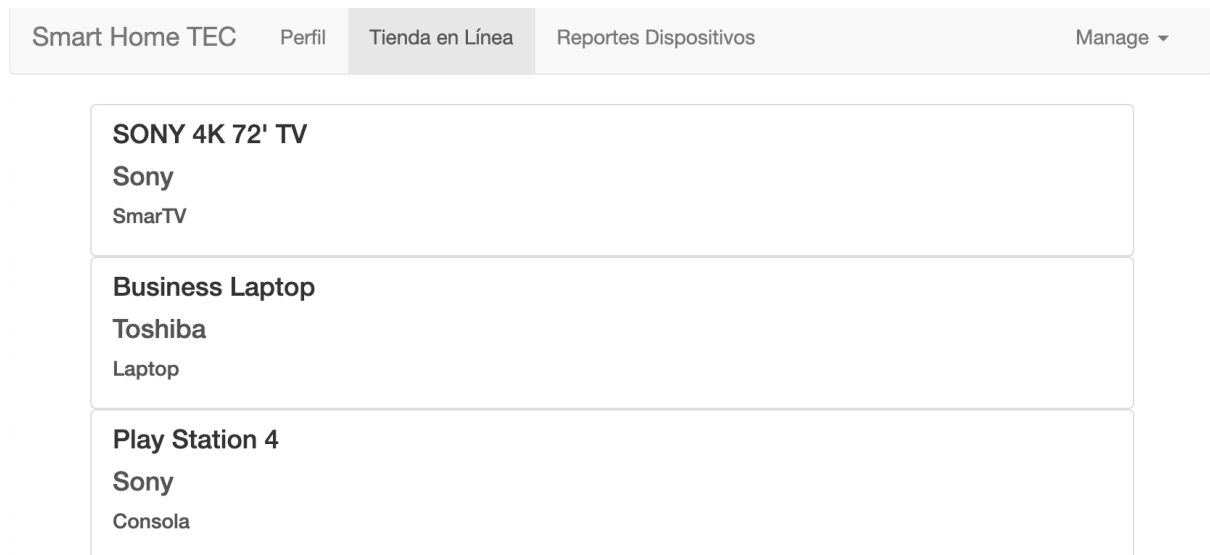 Smart Home TEC Perfil Tienda en Línea Reportes Dispositivos Manage
SONY 4K 72' TV
Sony
SmarTV
Business Laptop
Toshiba
Laptop
Play Station 4
Sony
Consola